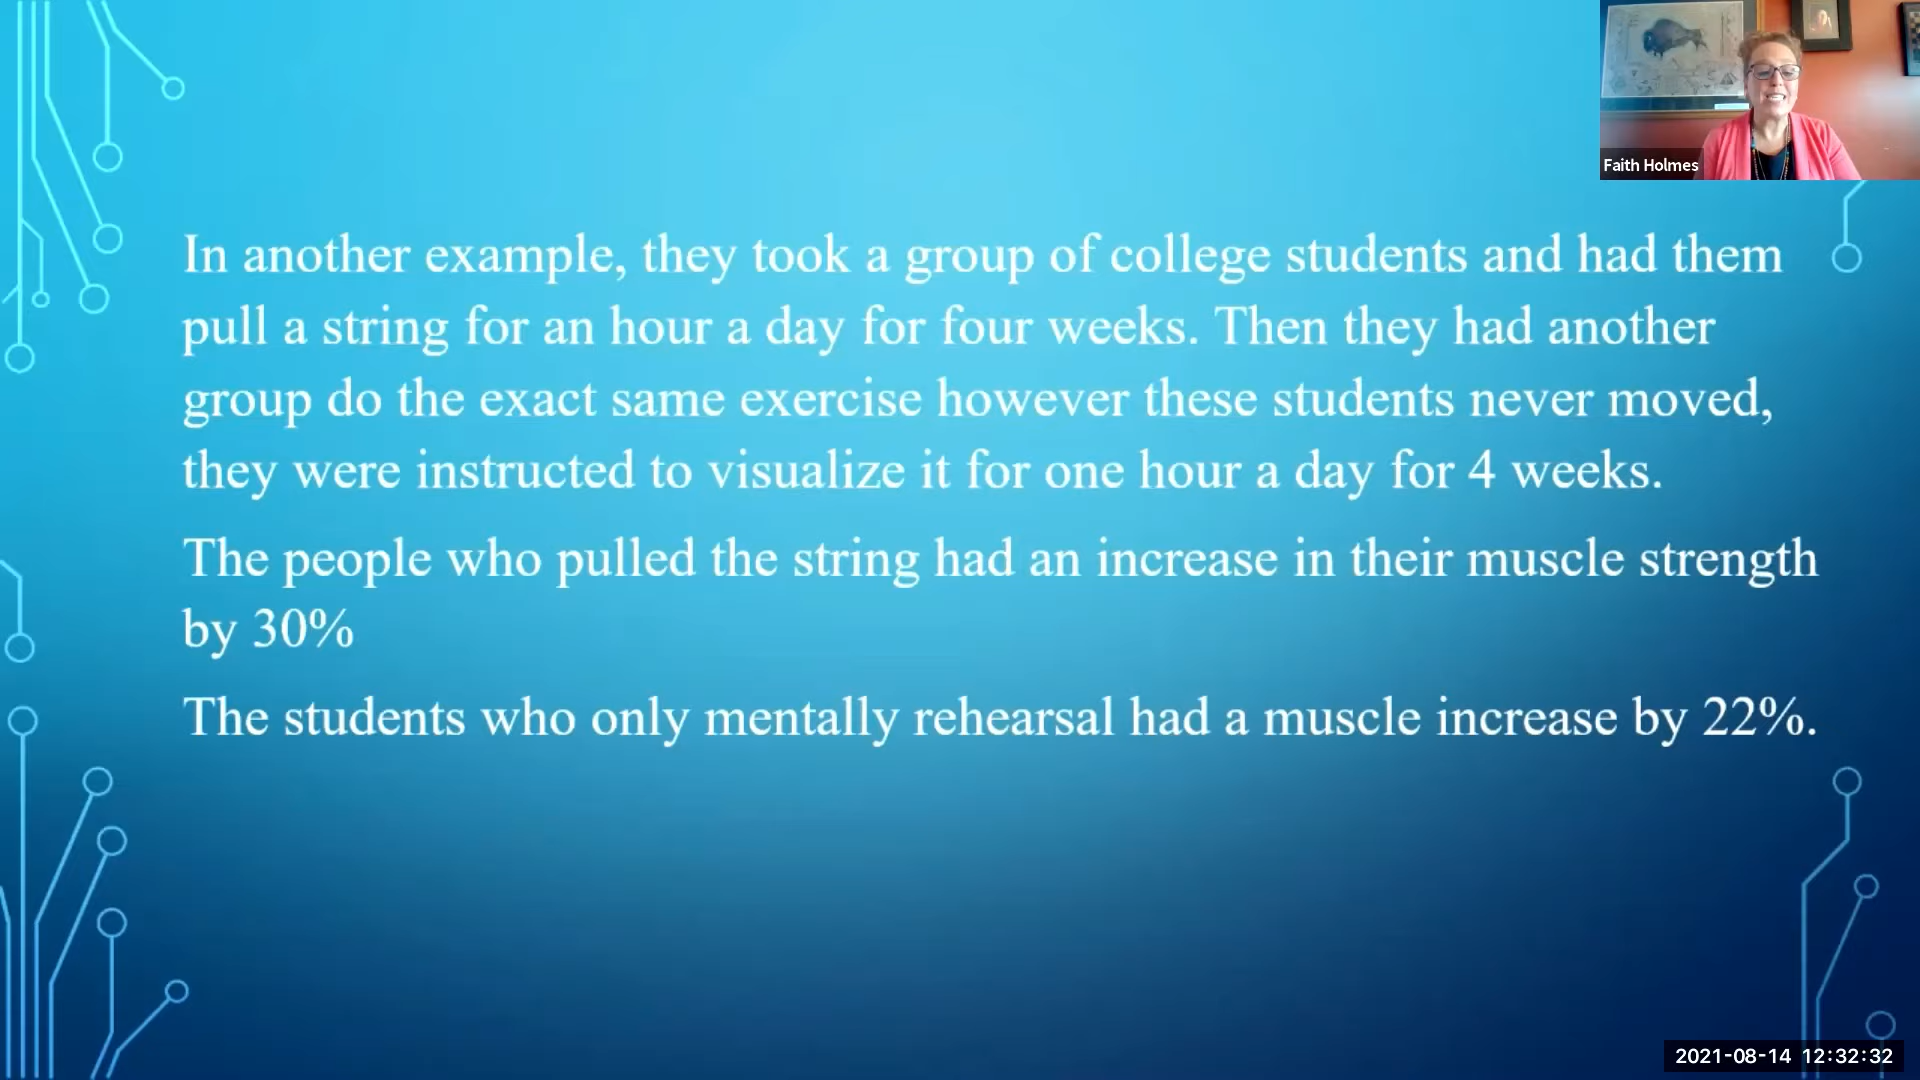 Faith Holmes
In another example, they took a group of college students and had them
pull a string for an hour a day for four weeks. Then they had another
group do the exact same exercise however these students never moved,
they were instructed to visualize it for one hour a day for 4 weeks.
The people who pulled the string had an increase in their muscle strength
by 30%
The students who only mentally rehearsal had a muscle increase by 22%.
2021-08-14 12:32:32